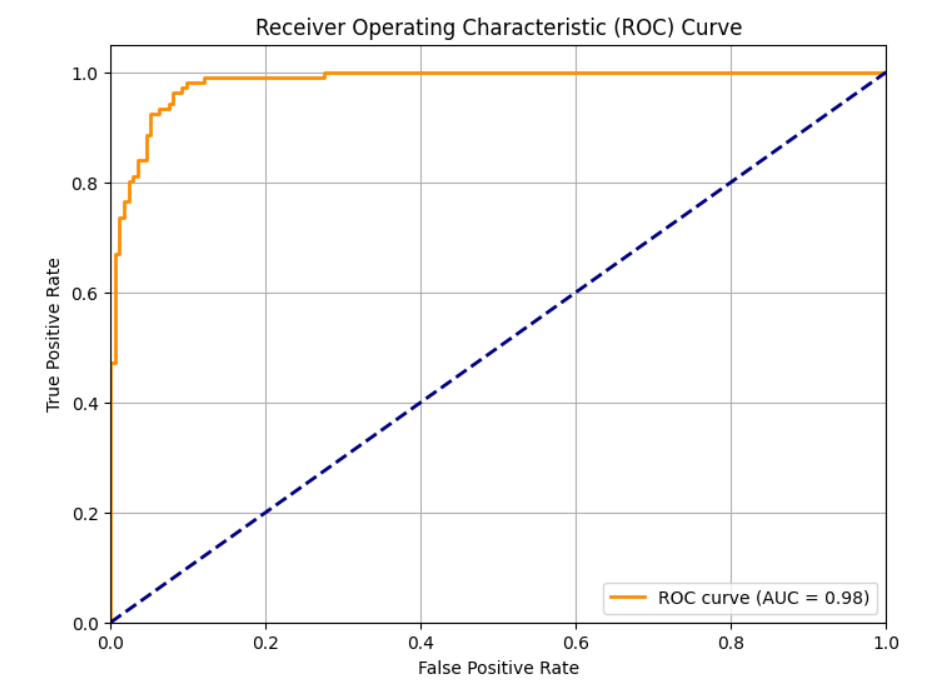 Receiver Operating Characteristic (ROC) Curve
True Positive Rate
1.0
0.8
0.6
0.4
0.2
0.0
ROC curve (AUC = 0.98)
0.0 0.2 0.4 0.6 0.8 1.0
False Positive Rate